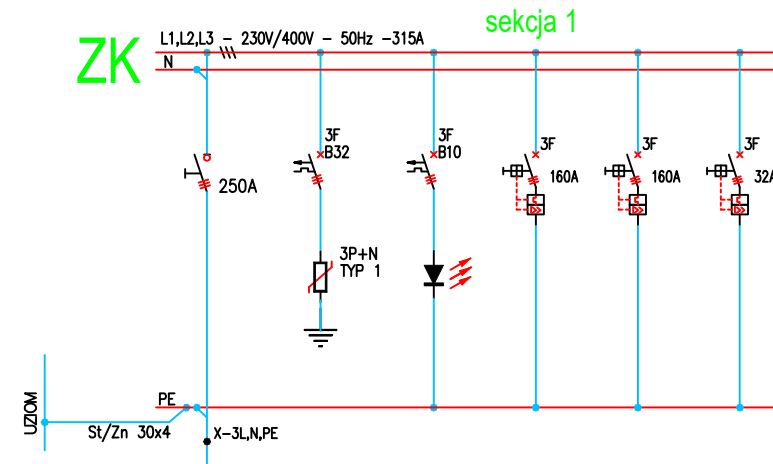 sekcja 1
ZK
L1,L2,L3 - 230V/400V - 50Hz -315A
N
3F
B32
3F
B10
3F
160A
3F
160A
3F
32A
250A
3P+N
TYP 1
PE
UZIOM
St/Zn 30x4
X-3L,N,PE